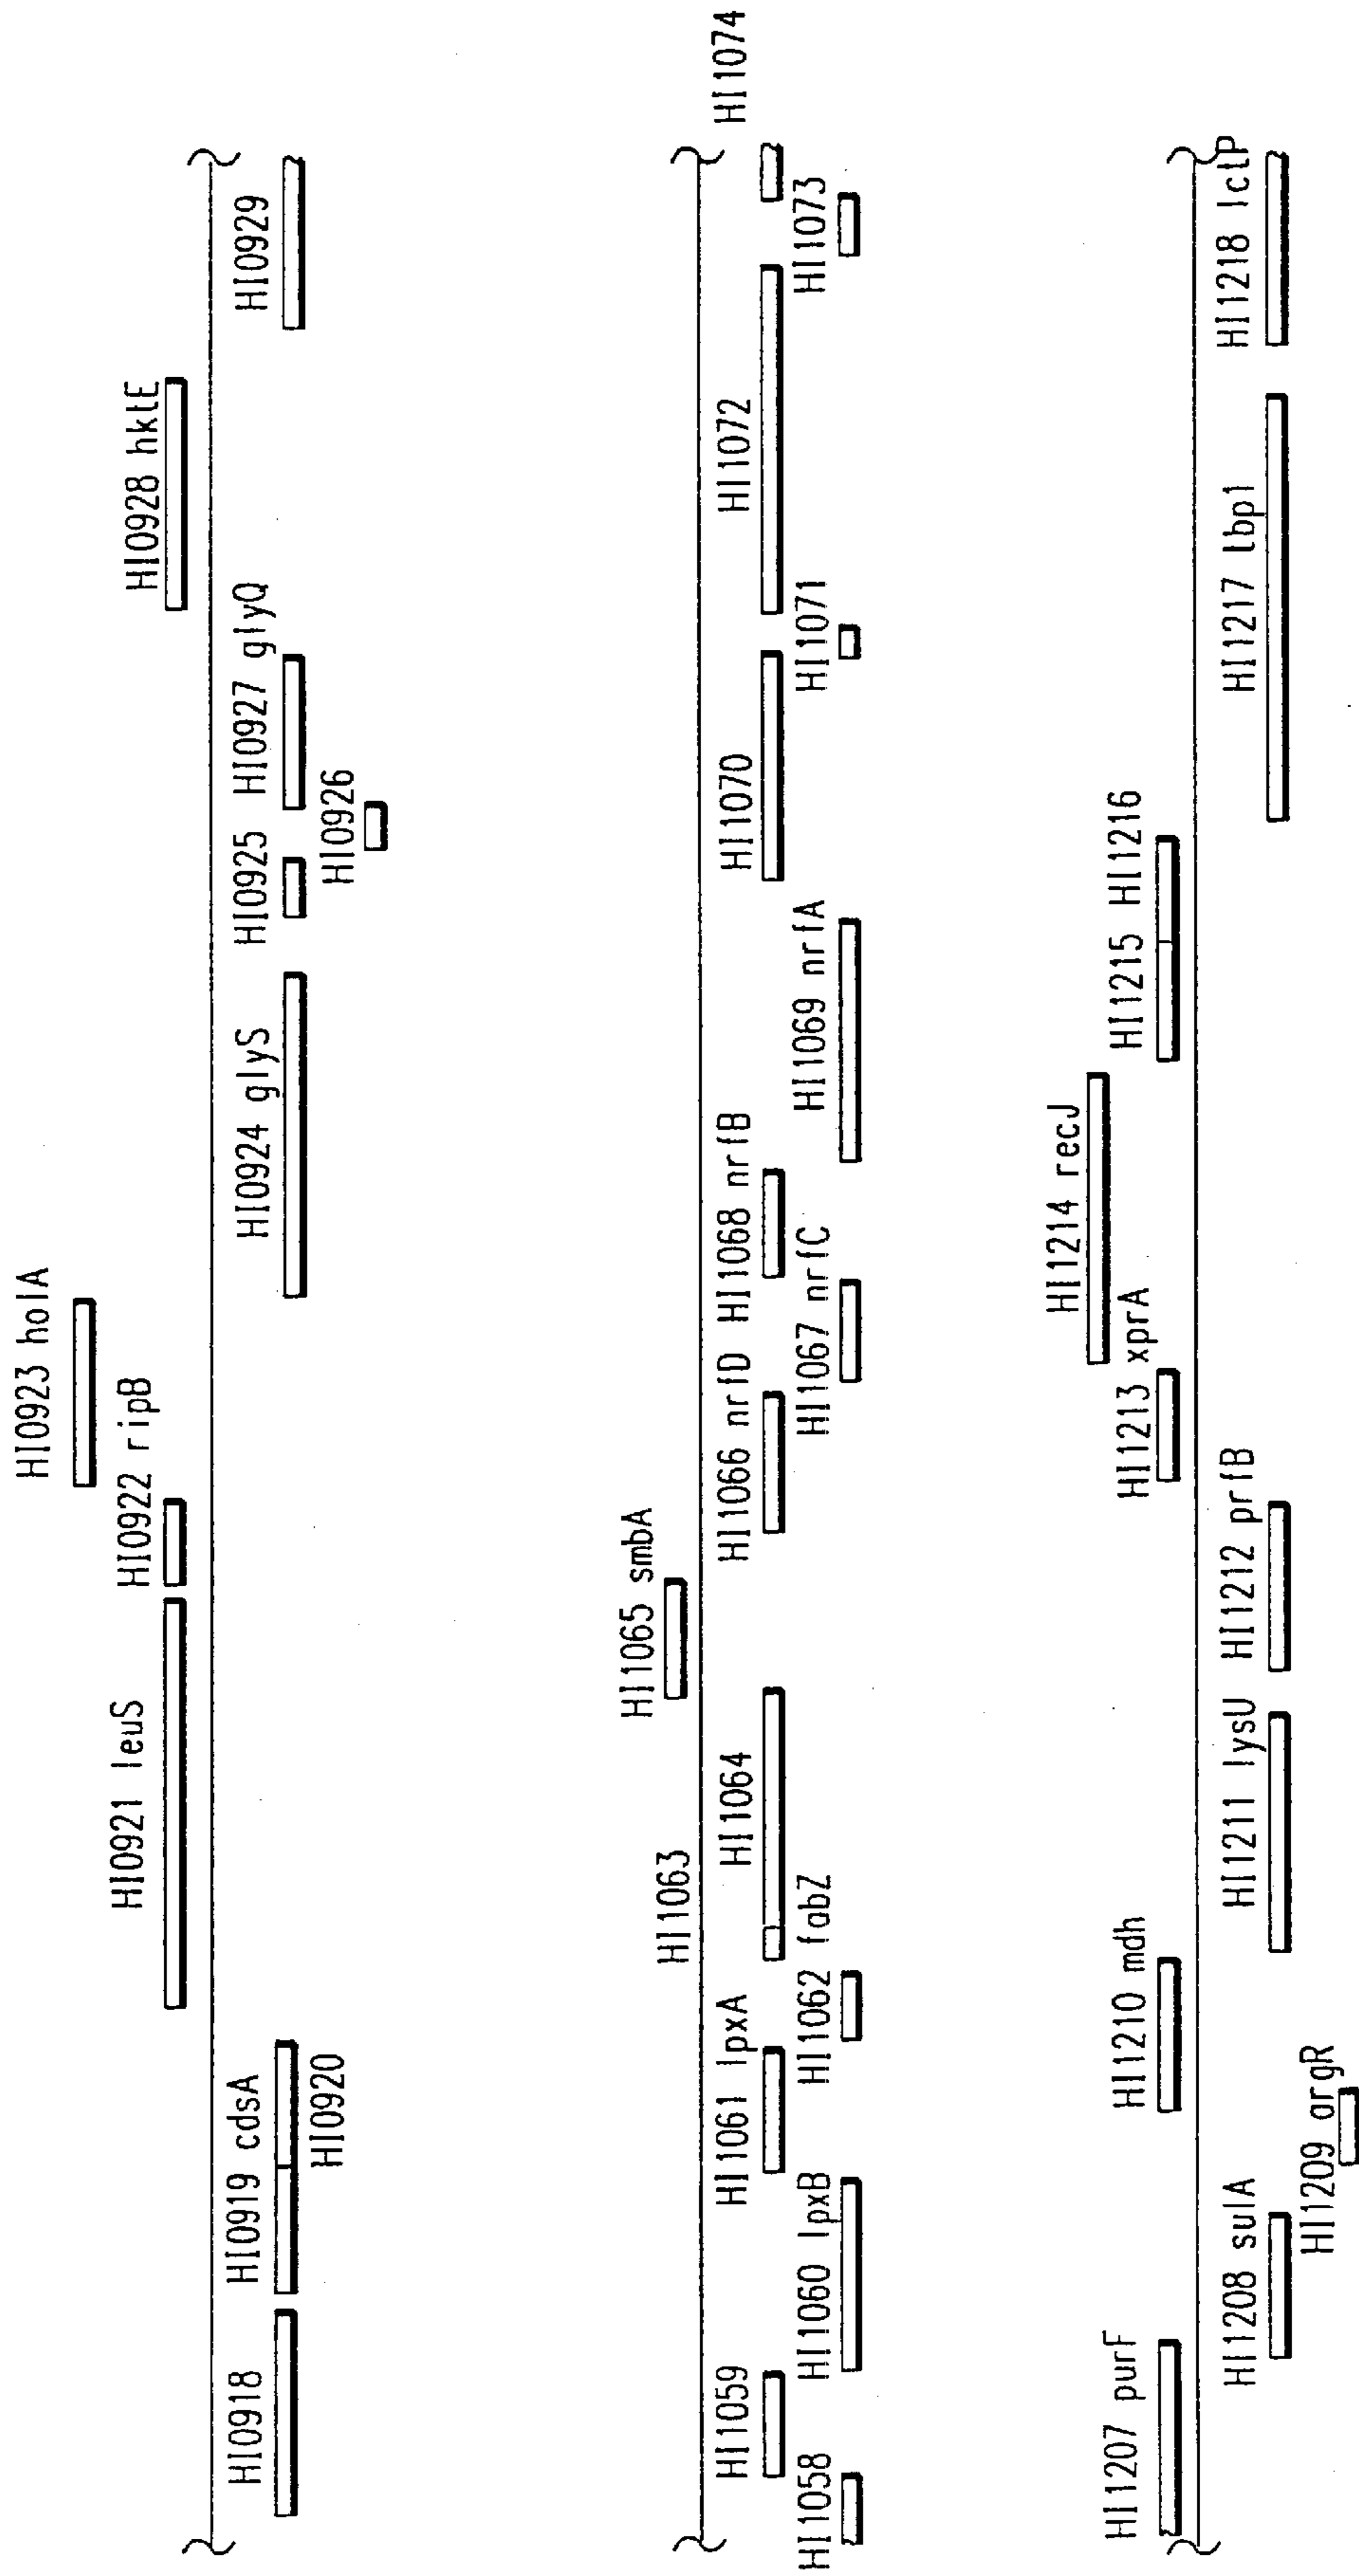 HI0918
HI0919 cdsA
HI0920
HI0921 leuS
HI0922 ripB
HI0923 holA
HI0924 glyS
HI0925
HI0926
HI0927 glyQ
HI0928 hktE
HI0929
HI1058
HI1059
HI1060 lpxB
HI1061 lpxA
HI1062 fabZ
HI1063
HI1064
HI1065 smbA
HI1066 nrfD
HI1067 nrfC
HI1068 nrfB
HI1069 nrfA
HI1070
HI1071
HI1072
HI1073
HI1074
HI1207 purF
HI1208 sulA
HI1209 argR
HI1210 mdh
HI1211 lysU
HI1212 prfB
HI1213 xprA
HI1214 recJ
HI1215 HI1216
HI1217 tbp1
HI1218 lctP